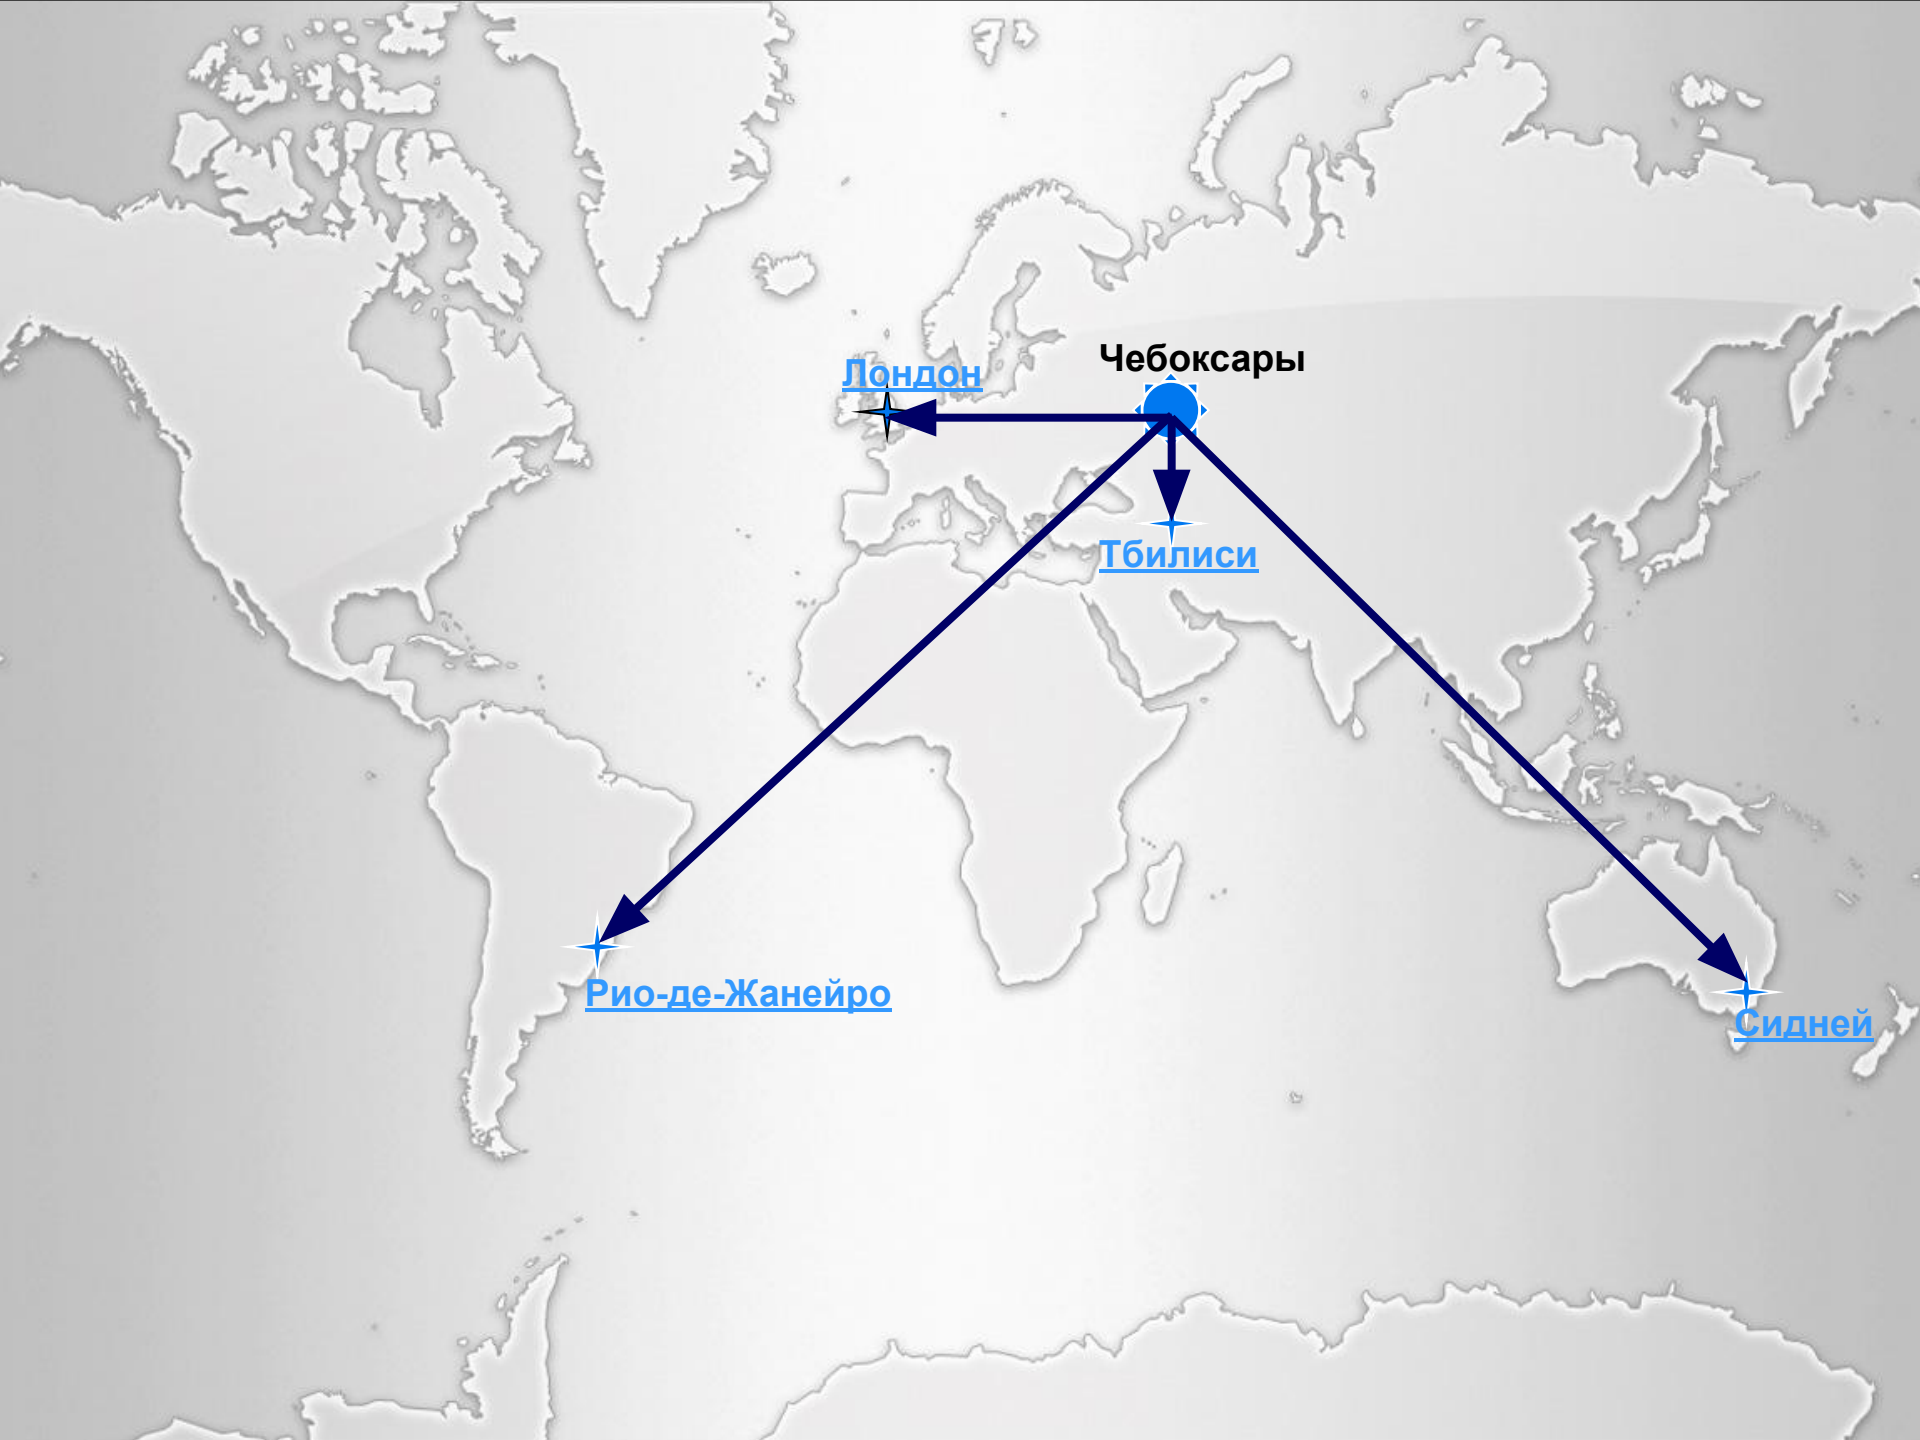 Чебоксары
Лондон
Тбилиси
Рио-де-Жанейро
Сидней